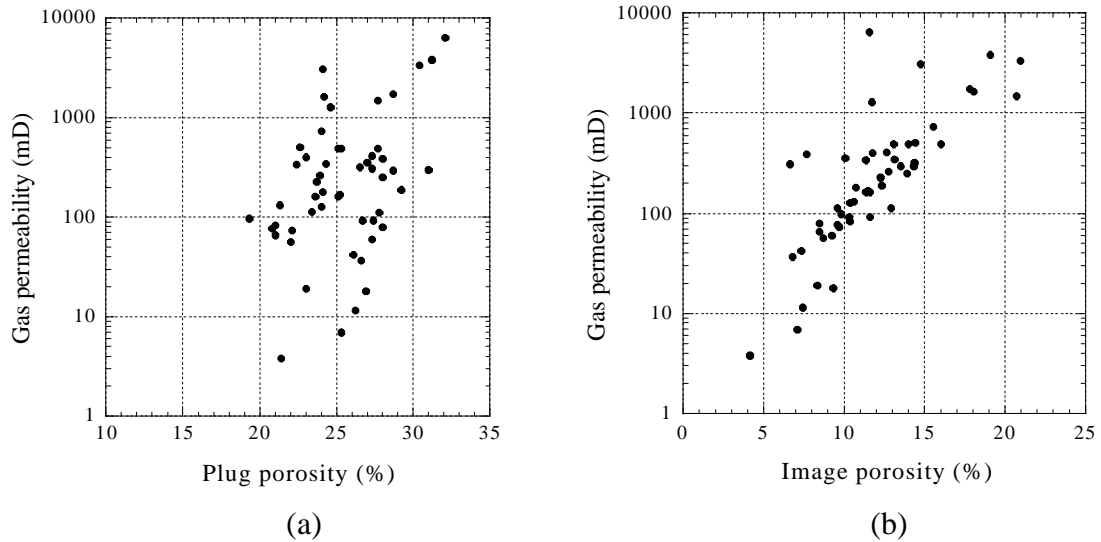 10000
1000
100
10
1
Gas permeability (mD)
10 15 20 25 30 35
Plug porosity (%)
(a)
10000
1000
100
10
1
Gas permeability (mD)
0 5 10 15 20 25
Image porosity (%)
(b)